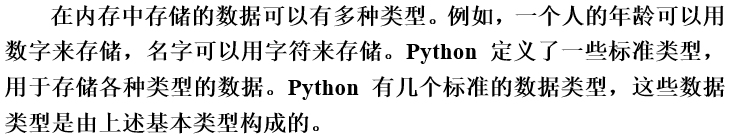 在内存中存储的数据可以有多种类型。例如，一个人的年龄可以用
数字来存储，名字可以用字符来存储。Python 定义了一些标准类型，
用于存储各种类型的数据。Python 有几个标准的数据类型，这些数据
类型是由上述基本类型构成的。